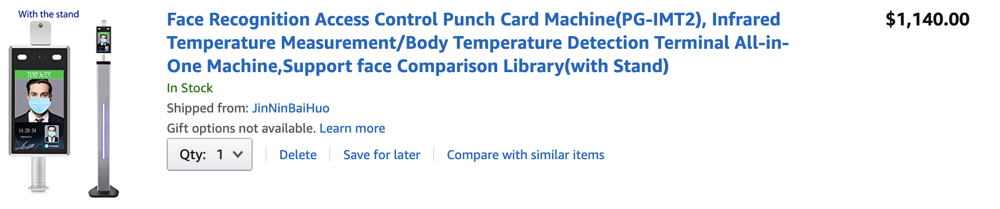 With the stand
TEMP:36.52°C
14:28:34
Face Recognition Access Control Punch Card Machine(PG-IMT2), Infrared
Temperature Measurement/Body Temperature Detection Terminal All-in-
One Machine,Support face Comparison Library(with Stand)
In Stock
Shipped from: JinNinBaiHuo
Gift options not available. Learn more
Qty: 1
Delete
Save for later
Compare with similar items
$1,140.00